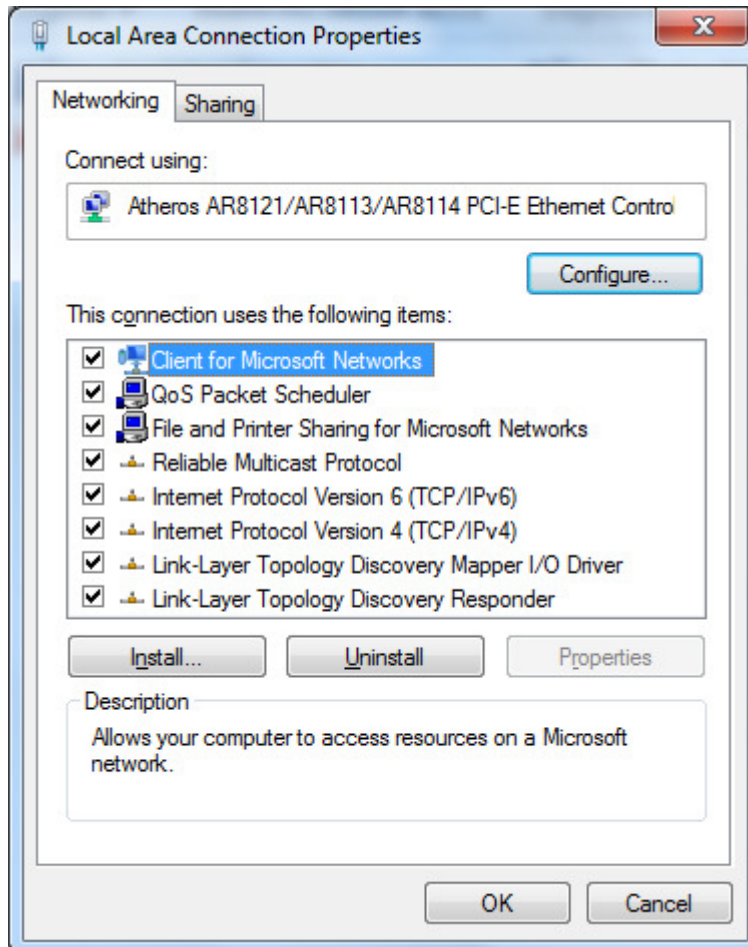 Local Area Connection Properties
Networking
Sharing
Connect using:
Atheros AR8121/AR8113/AR8114 PCI-E Ethernet Control
Configure...
This connection uses the following items:
Client for Microsoft Networks
QoS Packet Scheduler
File and Printer Sharing for Microsoft Networks
Reliable Multicast Protocol
Internet Protocol Version 6 (TCP/IPv6)
Internet Protocol Version 4 (TCP/IPv4)
Link-Layer Topology Discovery Mapper I/O Driver
Link-Layer Topology Discovery Responder
Install...
Uninstall
Properties
Description
Allows your computer to access resources on a Microsoft
network.
OK
Cancel